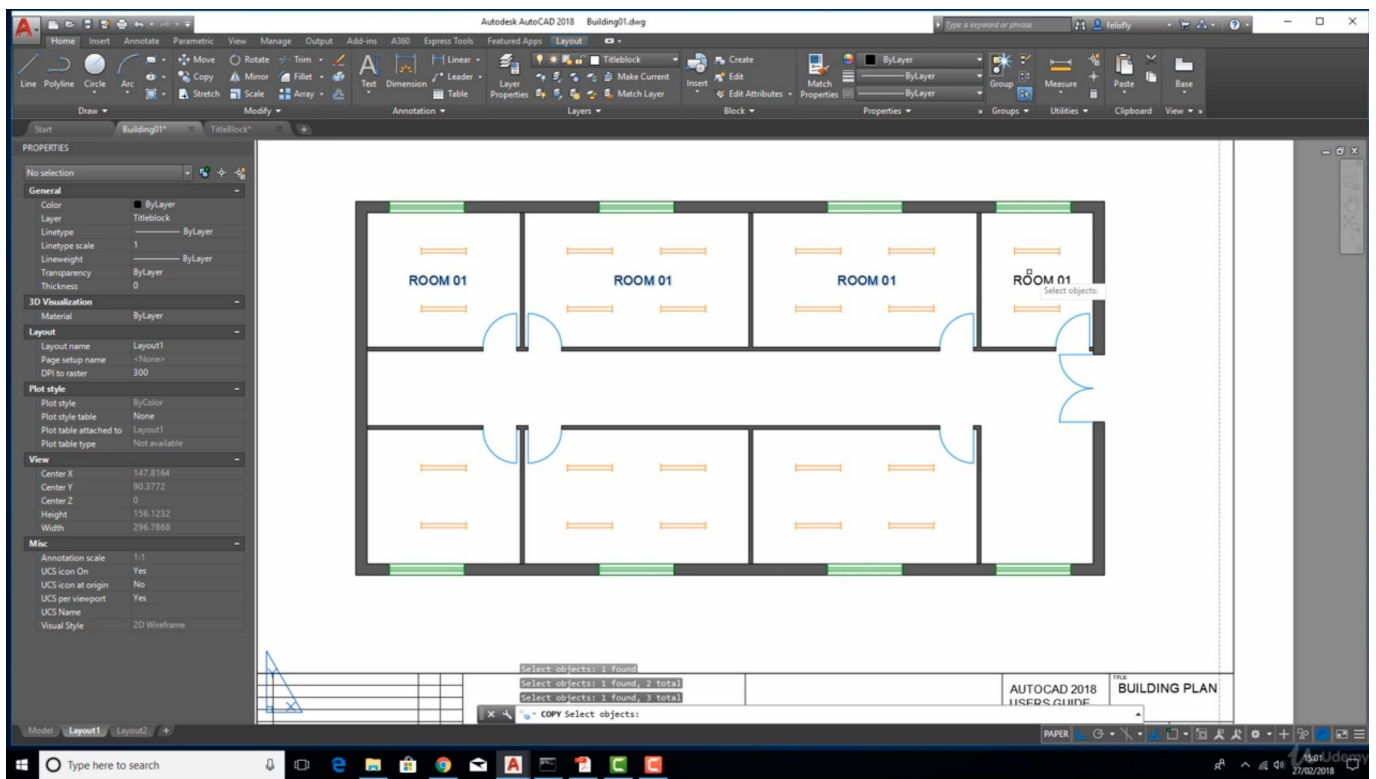 Autodesk AutoCAD 2018 Building01.dwg
Type a keyword or phrase
feliafly
Home Insert Annotate Parametric View Manage Output Add-ins A360 Express Tools Featured Apps Layout
Move Rotate Trim Linear Titleblock Create ByLayer
Copy Mirror Fillet Leader Make Current Edit ByLayer
Stretch Scale Array Table Match Layer Edit Attributes ByLayer
Line Polyline Circle Arc Text Dimension Layer Properties Insert Match Properties Group Measure Paste Base
Draw Modify Annotation Layers Block Properties Groups Utilities Clipboard View
Start Building01* TitleBlock*
PROPERTIES
No selection
General
Color ByLayer
Layer Titleblock
Linetype ByLayer
Linetype scale 1
Lineweight ByLayer
Transparency ByLayer
Thickness 0
3D Visualization
Material ByLayer
Layout
Layout name Layout1
Page setup name <None>
DPI to raster 300
Plot style
Plot style ByColor
Plot style table None
Plot table attached to Layout1
Plot table type Not available
View
Center X 147.8164
Center Y 90.3772
Center Z 0
Height 156.1232
Width 296.7868
Misc
Annotation scale 1:1
UCS icon On Yes
UCS icon at origin No
UCS per viewport Yes
UCS Name
Visual Style 2D Wireframe
ROOM 01 ROOM 01 ROOM 01 ROOM 01
Select objects:
Select objects: 1 found
Select objects: 1 found, 2 total
Select objects: 1 found, 3 total
COPY Select objects:
AUTOCAD 2018
USERS GUIDE
TITLE
BUILDING PLAN
Model Layout1 Layout2
PAPER
Type here to search
15:01
27/02/2018
Udemy